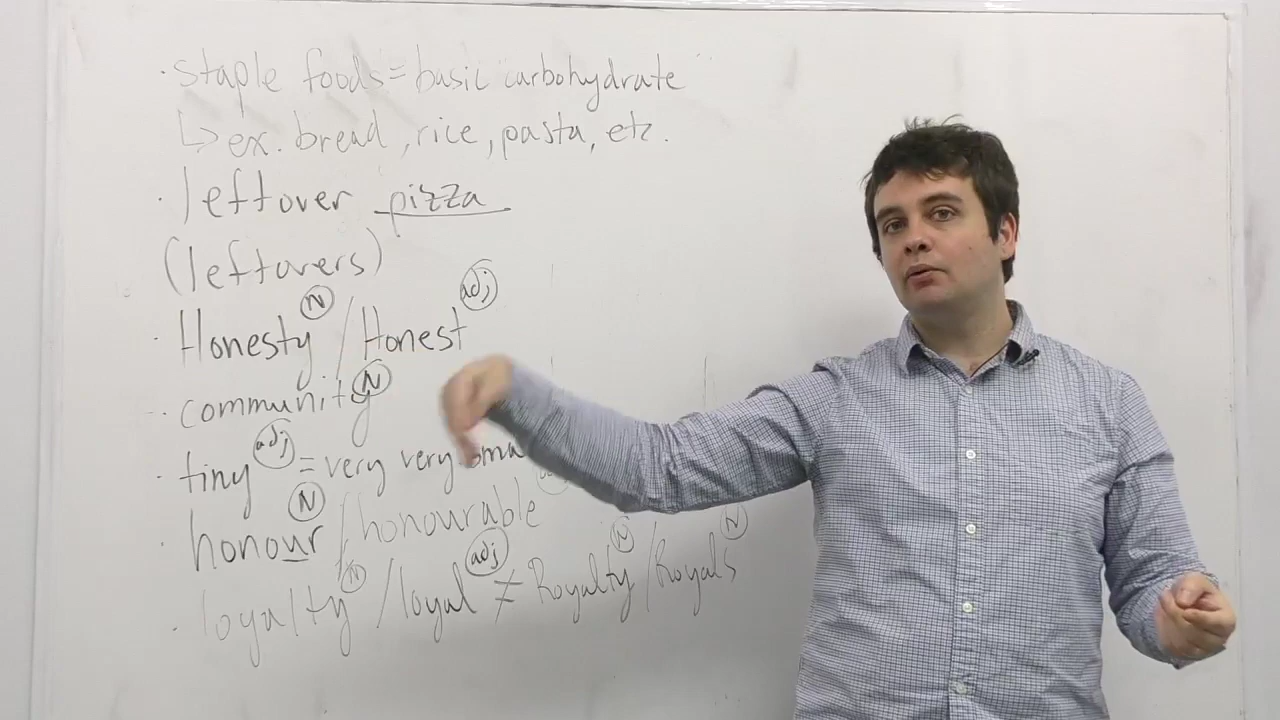 · staple foods = basic "carbohydrate"
↳ ex. bread, rice, pasta, etc.
· leftover pizza
(leftovers)
· Honesty (N) / Honest (adj)
· community (N)
· tiny (adj) = very very
· honour (N) / honourable
· loyalty (N) / loyal (adj) ≠ Royalty (N) / Royals (N)